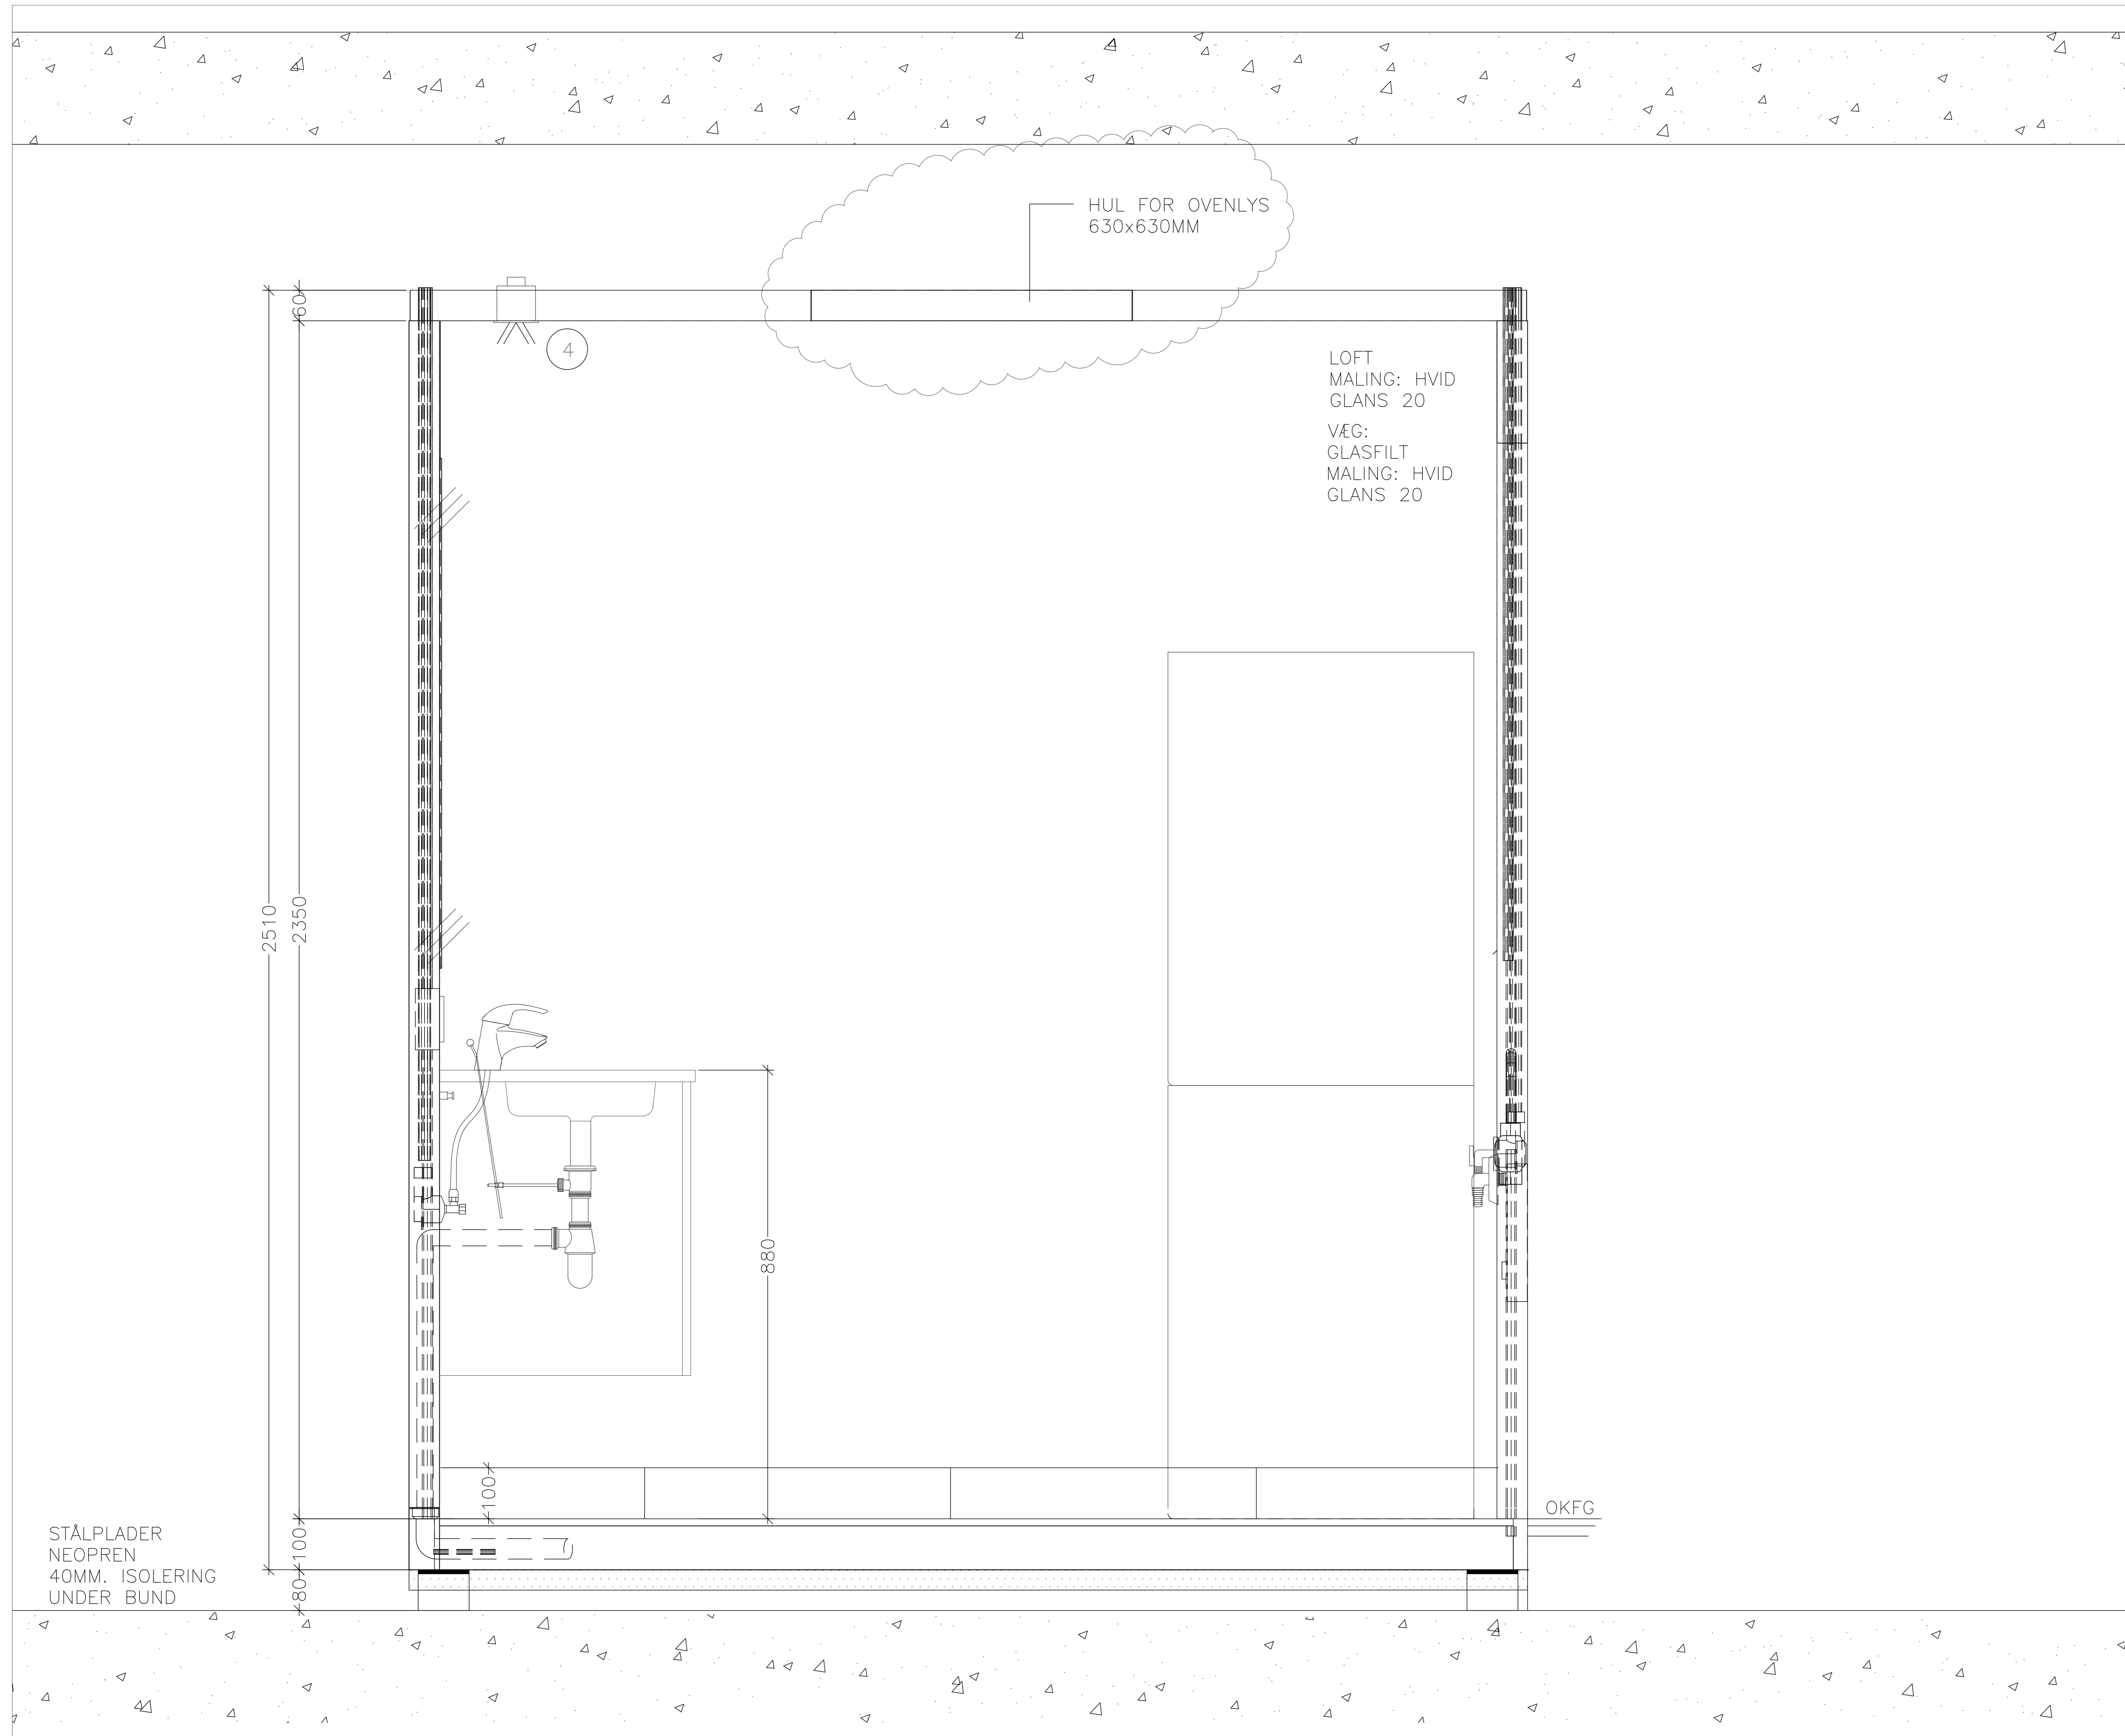 HUL FOR OVENLYS
630x630MM
60
4
LOFT
MALING: HVID
GLANS 20
VÆG:
GLASFILT
MALING: HVID
GLANS 20
2510
2350
880
100
OKFG
STÅLPLADER
NEOPREN
40MM. ISOLERING
UNDER BUND
100
80